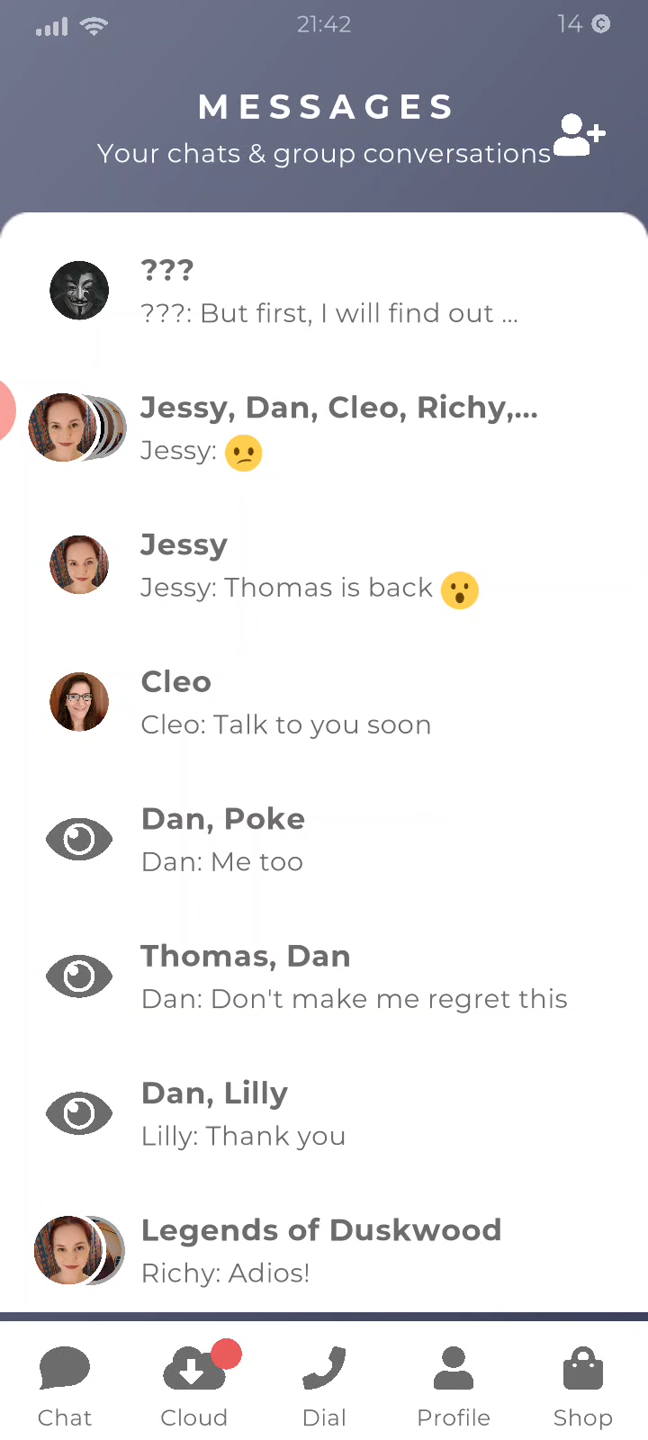 21:42
14
MESSAGES
Your chats & group conversations
???
???: But first, I will find out ...
Jessy, Dan, Cleo, Richy,...
Jessy: 😕
Jessy
Jessy: Thomas is back 😮
Cleo
Cleo: Talk to you soon
Dan, Poke
Dan: Me too
Thomas, Dan
Dan: Don't make me regret this
Dan, Lilly
Lilly: Thank you
Legends of Duskwood
Richy: Adios!
Chat Cloud Dial Profile Shop